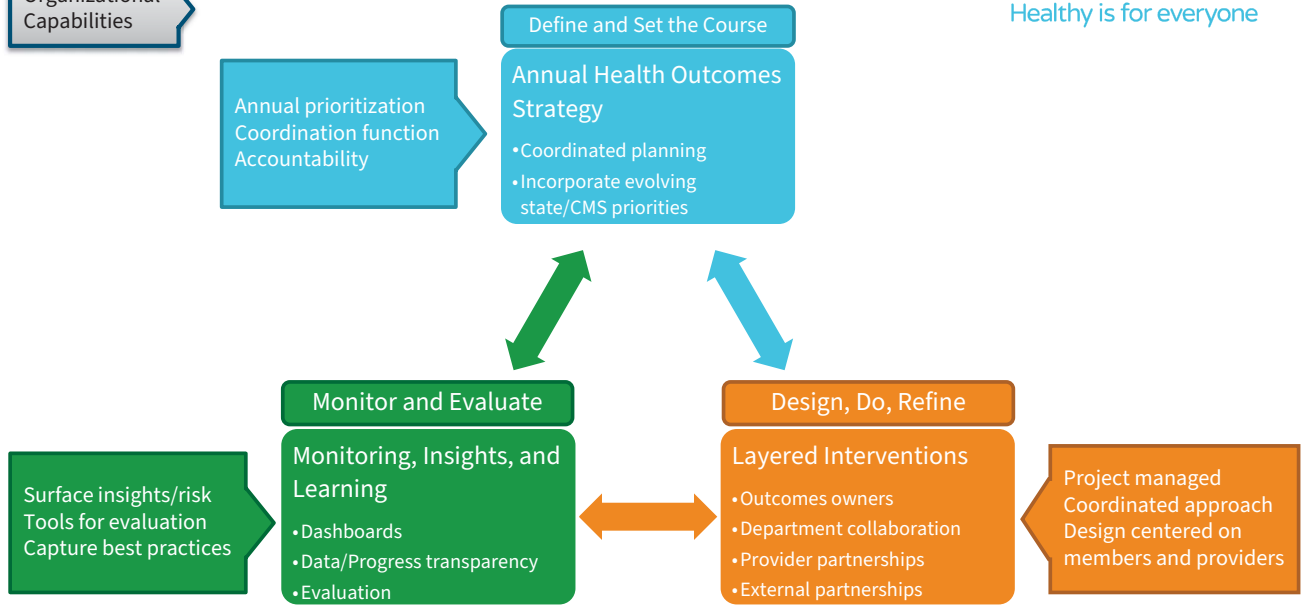 Organizational
Capabilities
Healthy is for everyone
Define and Set the Course
Annual Health Outcomes
Strategy
•Coordinated planning
•Incorporate evolving
state/CMS priorities
Annual prioritization
Coordination function
Accountability
Monitor and Evaluate
Monitoring, Insights, and
Learning
•Dashboards
•Data/Progress transparency
•Evaluation
Surface insights/risk
Tools for evaluation
Capture best practices
Design, Do, Refine
Layered Interventions
•Outcomes owners
•Department collaboration
•Provider partnerships
•External partnerships
Project managed
Coordinated approach
Design centered on
members and providers